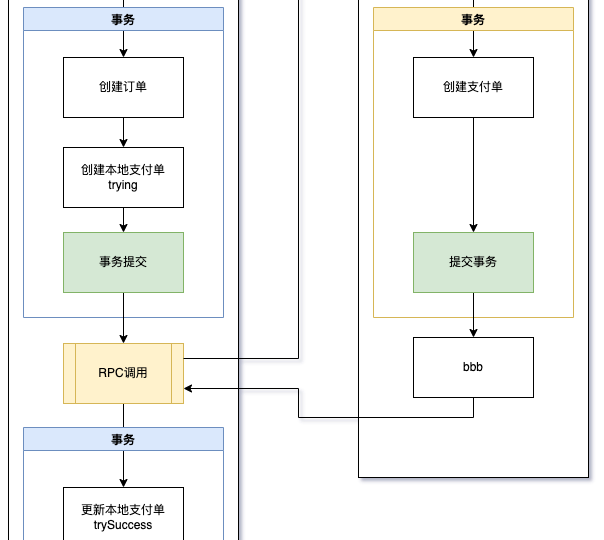 事务
创建订单
创建本地支付单
trying
事务提交
RPC调用
事务
更新本地支付单
trySuccess
事务
创建支付单
提交事务
bbb